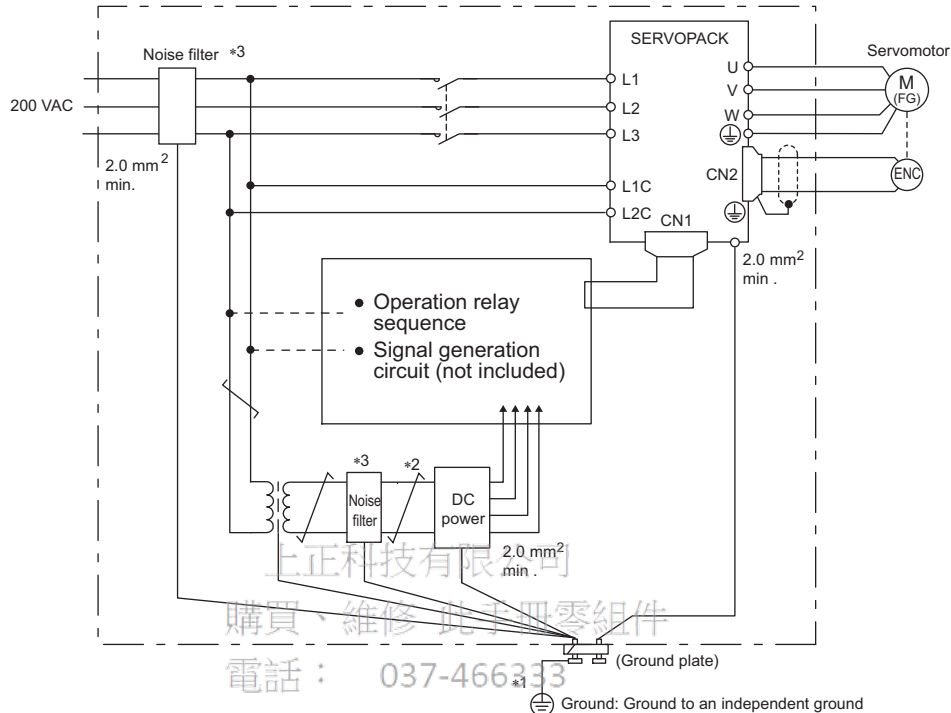 SERVOPACK
Noise filter *3
Servomotor
200 VAC
L1
L2
L3
L1C
L2C
U
V
W
M
(FG)
2.0 mm²
min.
CN2
ENC
CN1
2.0 mm²
min .
• Operation relay
sequence
• Signal generation
circuit (not included)
*3
*2
Noise
filter
DC
power
2.0 mm²
min .
上正科技有限公司
購買、維修 此手冊零組件
電話： 037-466333
(Ground plate)
*1
Ground: Ground to an independent ground